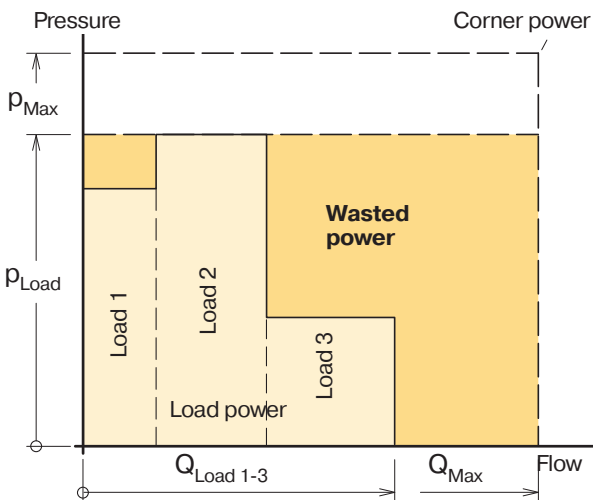 Pressure
Corner power
pMax
Wasted
power
pLoad
Load 1
Load 2
Load 3
Load power
QLoad 1-3
QMax
Flow